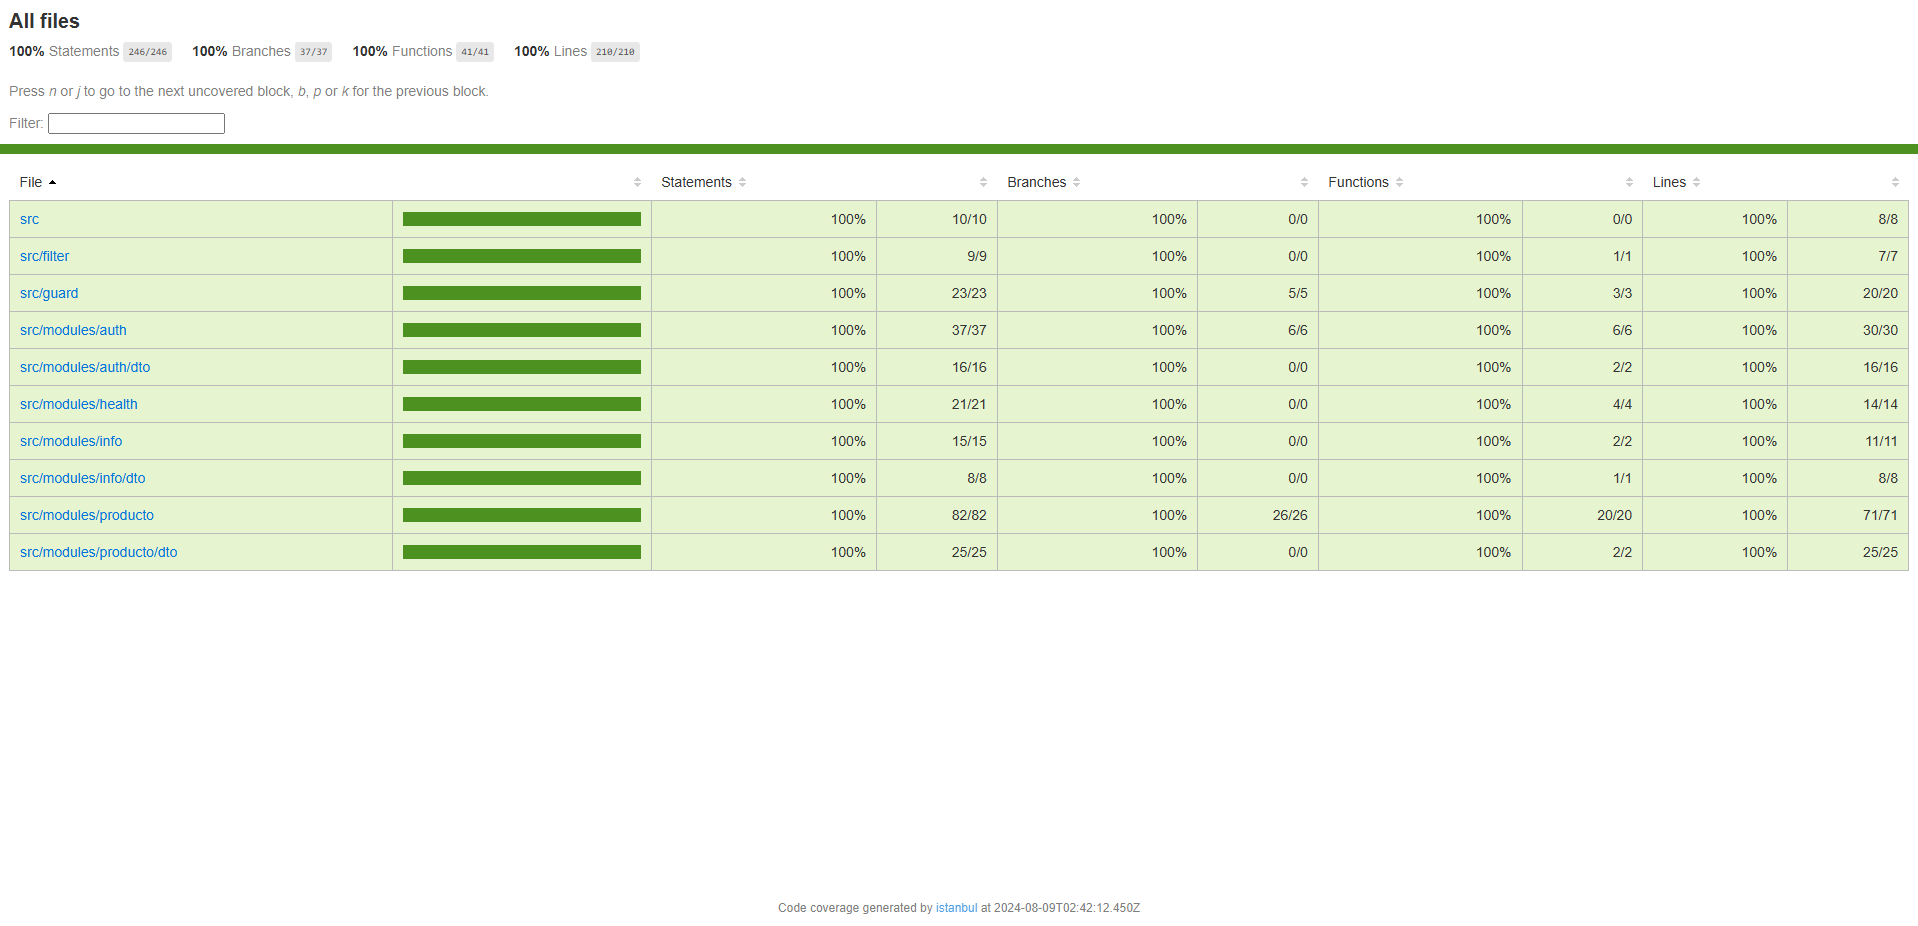 All files
100% Statements 246/246 100% Branches 37/37 100% Functions 41/41 100% Lines 210/210
Press n or j to go to the next uncovered block, b, p or k for the previous block.
Filter:
File Statements Branches Functions Lines
src 100% 10/10 100% 0/0 100% 0/0 100% 8/8
src/filter 100% 9/9 100% 0/0 100% 1/1 100% 7/7
src/guard 100% 23/23 100% 5/5 100% 3/3 100% 20/20
src/modules/auth 100% 37/37 100% 6/6 100% 6/6 100% 30/30
src/modules/auth/dto 100% 16/16 100% 0/0 100% 2/2 100% 16/16
src/modules/health 100% 21/21 100% 0/0 100% 4/4 100% 14/14
src/modules/info 100% 15/15 100% 0/0 100% 2/2 100% 11/11
src/modules/info/dto 100% 8/8 100% 0/0 100% 1/1 100% 8/8
src/modules/producto 100% 82/82 100% 26/26 100% 20/20 100% 71/71
src/modules/producto/dto 100% 25/25 100% 0/0 100% 2/2 100% 25/25
Code coverage generated by istanbul at 2024-08-09T02:42:12.450Z